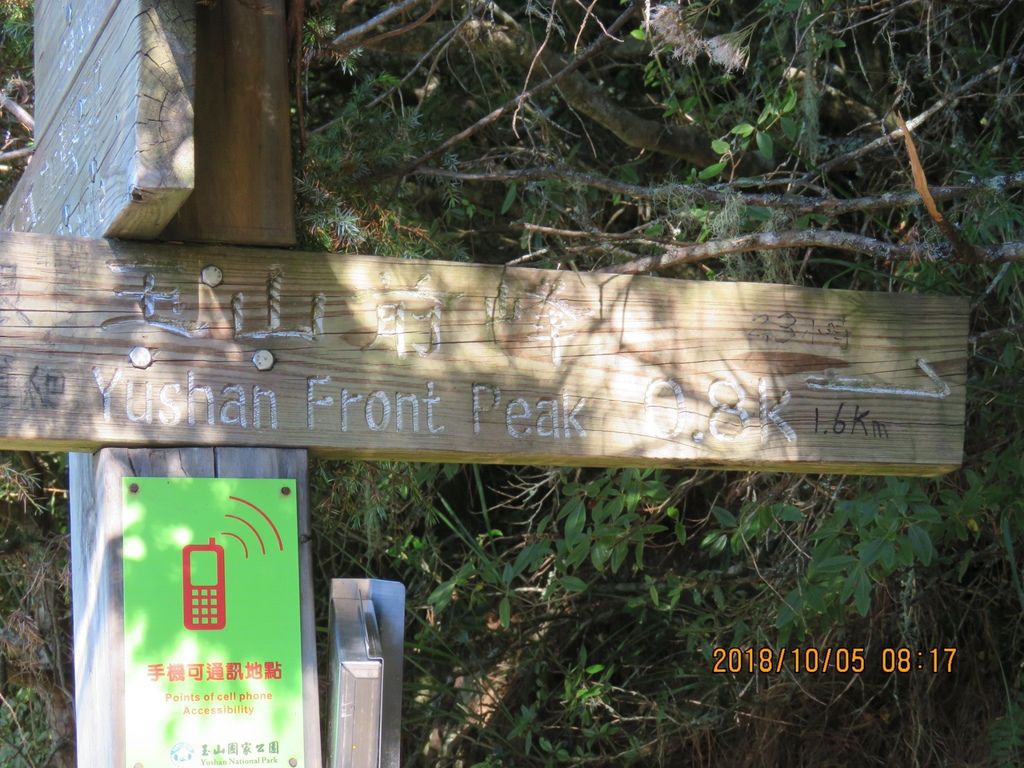 玉山前峰
Yushan Front Peak 0.8K
1.6Km
手機可通訊地點
Points of cell phone
Accessibility
玉山國家公園
Yushan National Park
2018/10/05 08:17